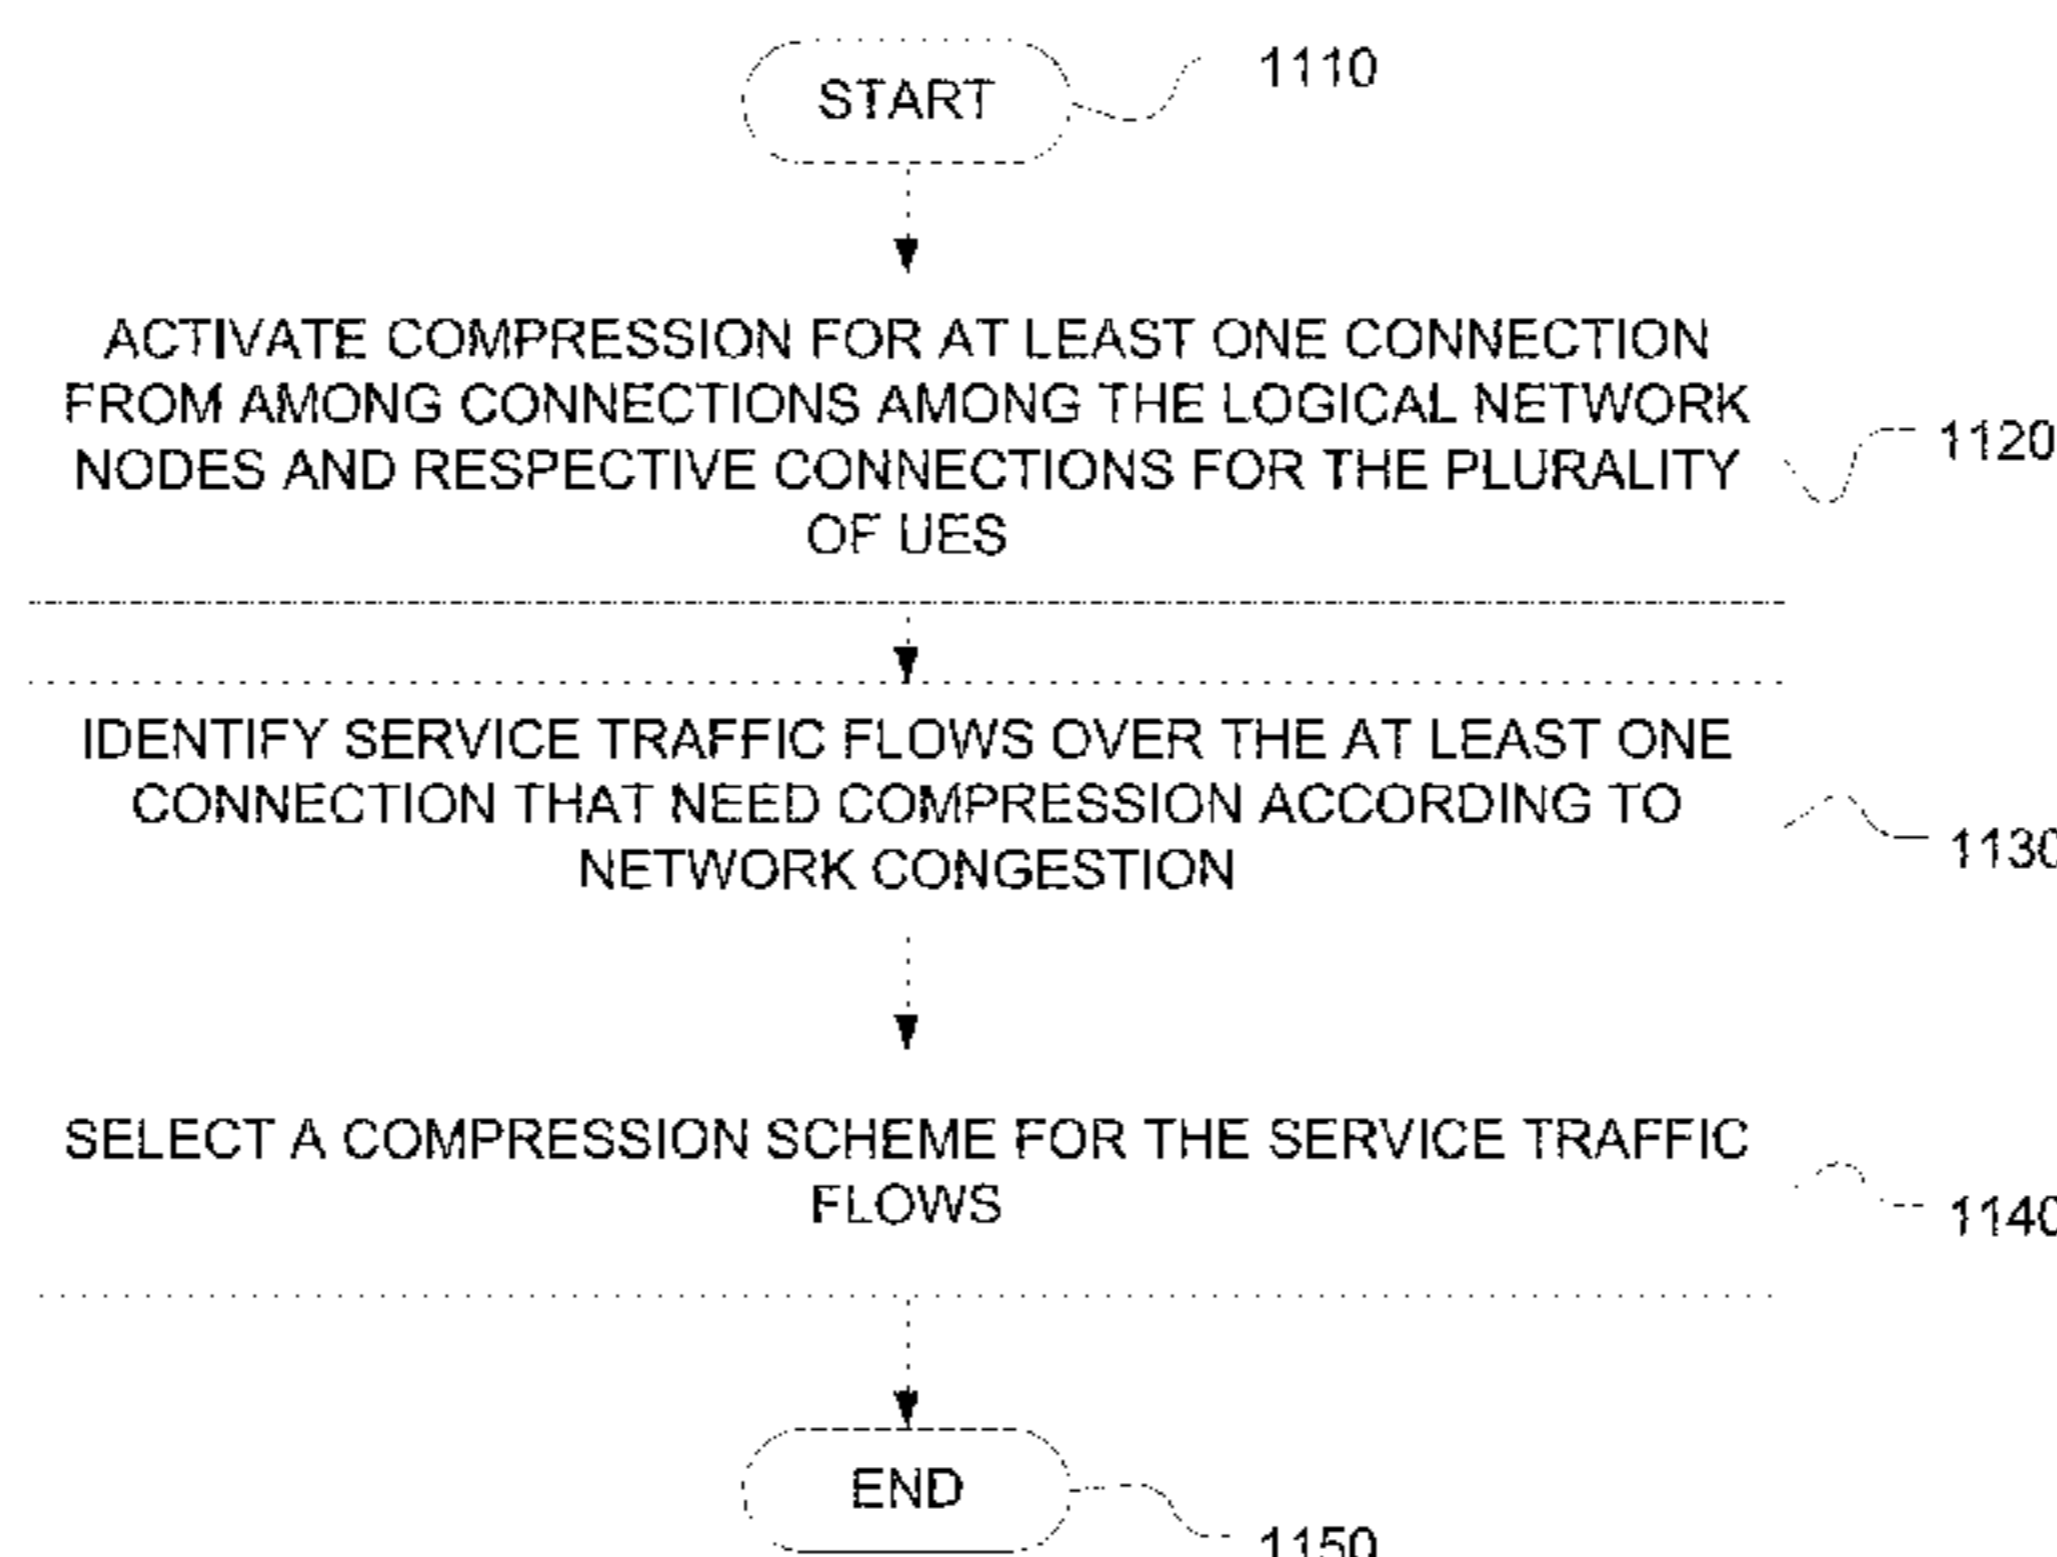 START
1110
ACTIVATE COMPRESSION FOR AT LEAST ONE CONNECTION
FROM AMONG CONNECTIONS AMONG THE LOGICAL NETWORK
NODES AND RESPECTIVE CONNECTIONS FOR THE PLURALITY
OF UES
1120
IDENTIFY SERVICE TRAFFIC FLOWS OVER THE AT LEAST ONE
CONNECTION THAT NEED COMPRESSION ACCORDING TO
NETWORK CONGESTION
1130
SELECT A COMPRESSION SCHEME FOR THE SERVICE TRAFFIC
FLOWS
1140
END
1150